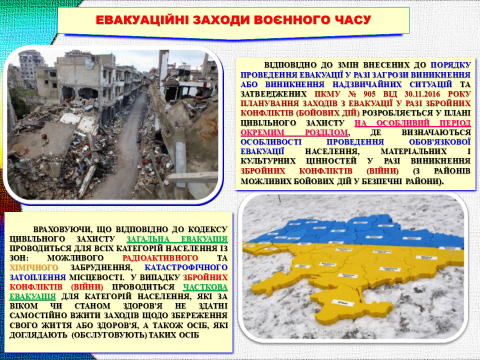 ЕВАКУАЦІЙНІ ЗАХОДИ ВОЄННОГО ЧАСУ
ВІДПОВІДНО ДО ЗМІН ВНЕСЕНИХ ДО ПОРЯДКУ
ПРОВЕДЕННЯ ЕВАКУАЦІЇ У РАЗІ ЗАГРОЗИ ВИНИКНЕННЯ
АБО ВИНИКНЕННЯ НАДЗВИЧАЙНИХ СИТУАЦІЙ ТА
ЗАТВЕРДЖЕНИХ ПКМУ № 905 ВІД 30.11.2016 РОКУ
ПЛАНУВАННЯ ЗАХОДІВ З ЕВАКУАЦІЇ У РАЗІ ЗБРОЙНИХ
КОНФЛІКТІВ (БОЙОВИХ ДІЙ) РОЗРОБЛЯЄТЬСЯ У ПЛАНІ
ЦИВІЛЬНОГО ЗАХИСТУ НА ОСОБЛИВИЙ ПЕРІОД
ОКРЕМИМ РОЗДІЛОМ, ДЕ ВИЗНАЧАЮТЬСЯ
ОСОБЛИВОСТІ ПРОВЕДЕННЯ ОБОВ'ЯЗКОВОЇ
ЕВАКУАЦІЇ НАСЕЛЕННЯ, МАТЕРІАЛЬНИХ І
КУЛЬТУРНИХ ЦІННОСТЕЙ У РАЗІ ВИНИКНЕННЯ
ЗБРОЙНИХ КОНФЛІКТІВ (ВІЙНИ) (З РАЙОНІВ
МОЖЛИВИХ БОЙОВИХ ДІЙ У БЕЗПЕЧНІ РАЙОНИ).
ВРАХОВУЮЧИ, ЩО ВІДПОВІДНО ДО КОДЕКСУ
ЦИВІЛЬНОГО ЗАХИСТУ ЗАГАЛЬНА ЕВАКУАЦІЯ
ПРОВОДИТЬСЯ ДЛЯ ВСІХ КАТЕГОРІЙ НАСЕЛЕННЯ ІЗ
ЗОН: МОЖЛИВОГО РАДІОАКТИВНОГО ТА
ХІМІЧНОГО ЗАБРУДНЕННЯ, КАТАСТРОФІЧНОГО
ЗАТОПЛЕННЯ МІСЦЕВОСТІ. У ВИПАДКУ ЗБРОЙНИХ
КОНФЛІКТІВ (ВІЙНИ) ПРОВОДИТЬСЯ ЧАСТКОВА
ЕВАКУАЦІЯ ДЛЯ КАТЕГОРІЙ НАСЕЛЕННЯ, ЯКІ ЗА
ВІКОМ ЧИ СТАНОМ ЗДОРОВ'Я НЕ ЗДАТНІ
САМОСТІЙНО ВЖИТИ ЗАХОДІВ ЩОДО ЗБЕРЕЖЕННЯ
СВОГО ЖИТТЯ АБО ЗДОРОВ'Я, А ТАКОЖ ОСІБ, ЯКІ
ДОГЛЯДАЮТЬ (ОБСЛУГОВУЮТЬ) ТАКИХ ОСІБ